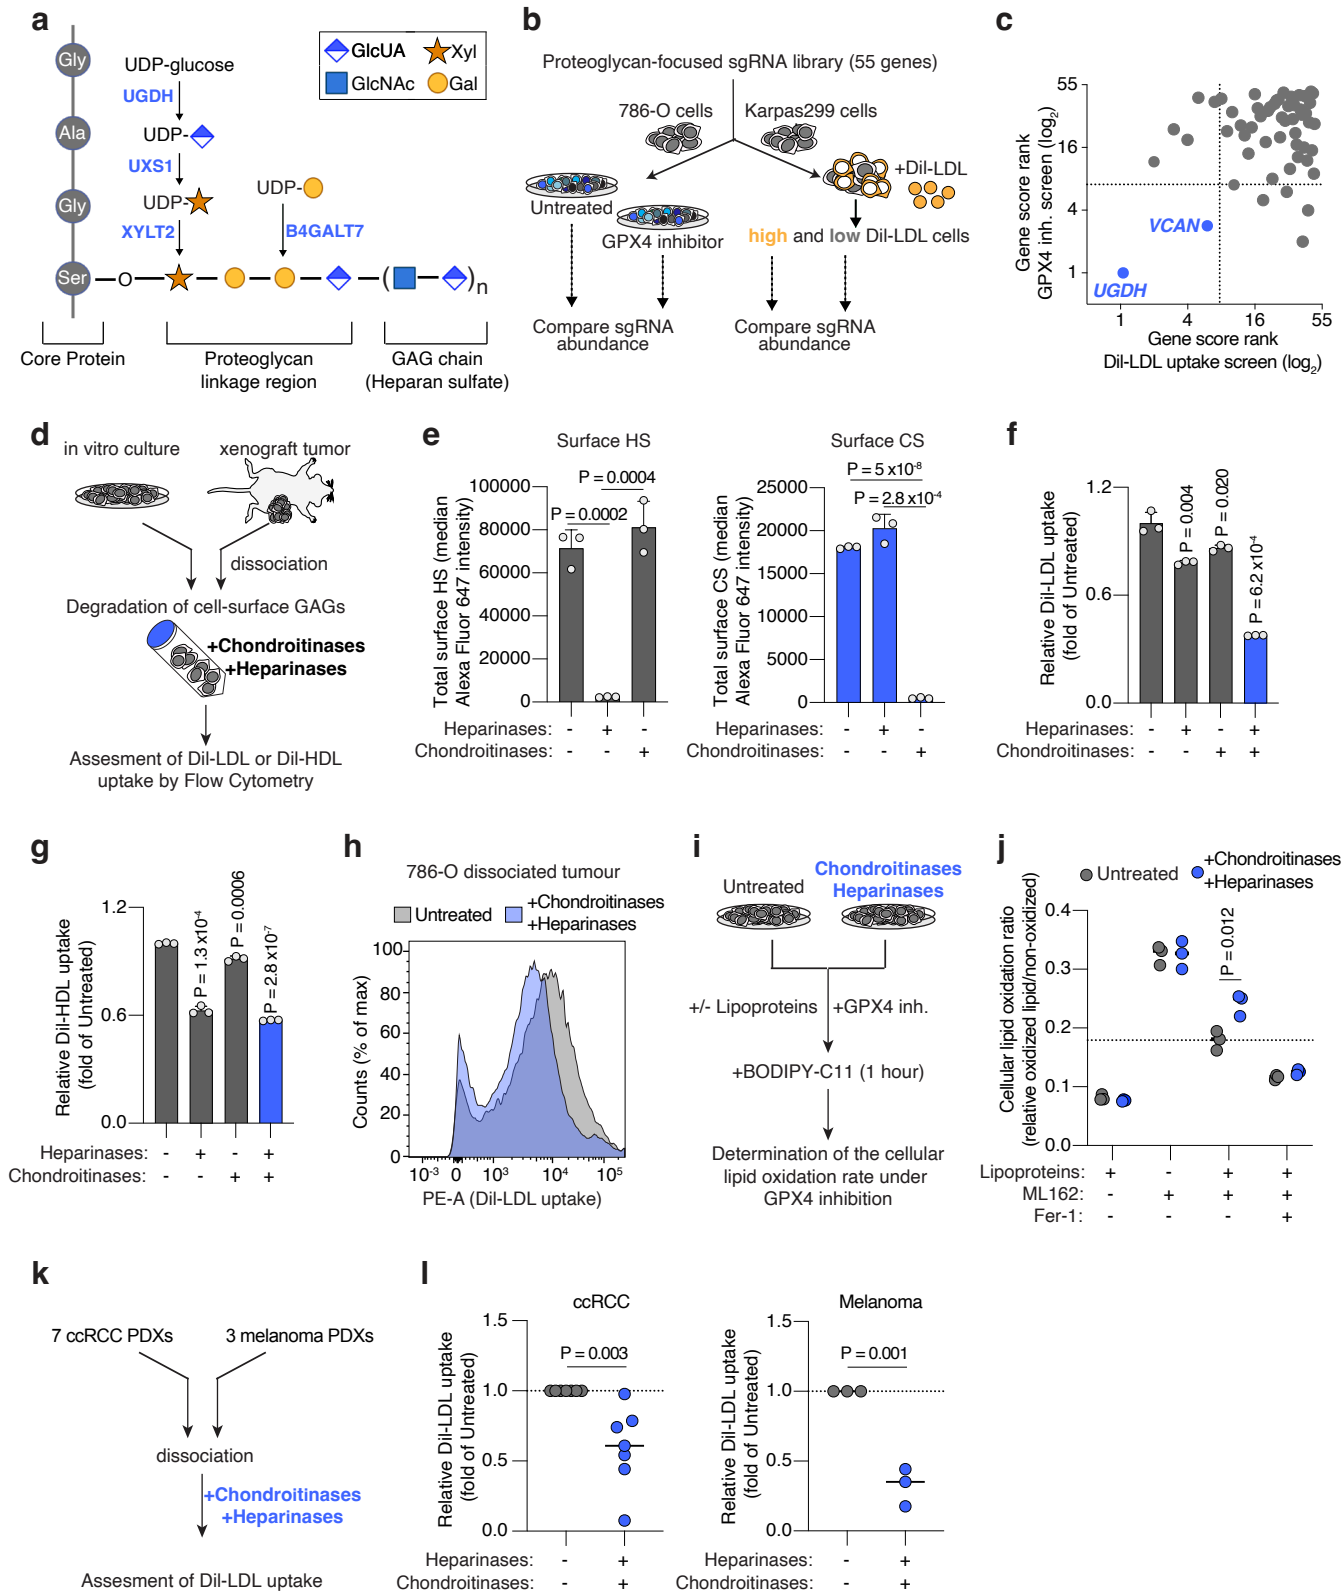 a
Gly
Ala
Gly
Ser
UDP-glucose
UGDH
UDP-
UXS1
UDP-
XYLT2
UDP-
B4GALT7
GlcUA
Xyl
GlcNAc
Gal
O
( )n
Core Protein
Proteoglycan
linkage region
GAG chain
(Heparan sulfate)
b
Proteoglycan-focused sgRNA library (55 genes)
786-O cells
Karpas299 cells
+Dil-LDL
Untreated
GPX4 inhibitor
high and low Dil-LDL cells
Compare sgRNA
abundance
Compare sgRNA
abundance
c
Gene score rank
GPX4 inh. screen (log2)
55
16
4
1
VCAN
UGDH
1 4 16 55
Gene score rank
Dil-LDL uptake screen (log2)
d
in vitro culture
xenograft tumor
dissociation
Degradation of cell-surface GAGs
+Chondroitinases
+Heparinases
Assesment of Dil-LDL or Dil-HDL
uptake by Flow Cytometry
e
Surface HS
Total surface HS (median
Alexa Fluor 647 intensity)
100000
80000
60000
40000
20000
0
P = 0.0004
P = 0.0002
Heparinases: - + -
Chondroitinases: - - +
Surface CS
Total surface CS (median
Alexa Fluor 647 intensity)
25000
20000
15000
10000
5000
0
P = 5 x10-8
P = 2.8 x10-4
Heparinases: - + -
Chondroitinases: - - +
f
Relative Dil-LDL uptake
(fold of Untreated)
1.2
0.6
0.0
P = 0.004
P = 0.020
P = 6.2 x10-4
Heparinases: - + - +
Chondroitinases: - - + +
g
Relative Dil-HDL uptake
(fold of Untreated)
1.2
0.6
0.0
P = 1.3 x10-4
P = 0.0006
P = 2.8 x10-7
Heparinases: - + - +
Chondroitinases: - - + +
h
786-O dissociated tumour
Untreated
+Chondroitinases
+Heparinases
Counts (% of max)
100
80
60
40
20
0
10-3 0 103 104 105
PE-A (Dil-LDL uptake)
i
Untreated
Chondroitinases
Heparinases
+/- Lipoproteins
+GPX4 inh.
+BODIPY-C11 (1 hour)
Determination of the cellular
lipid oxidation rate under
GPX4 inhibition
j
Untreated
+Chondroitinases
+Heparinases
Cellular lipid oxidation ratio
(relative oxidized lipid/non-oxidized)
0.4
0.3
0.2
0.1
0.0
P = 0.012
Lipoproteins: + - + +
ML162: - + + +
Fer-1: - - - +
k
7 ccRCC PDXs
3 melanoma PDXs
dissociation
+Chondroitinases
+Heparinases
Assesment of Dil-LDL uptake
l
ccRCC
Relative Dil-LDL uptake
(fold of Untreated)
1.5
1.0
0.5
0.0
P = 0.003
Heparinases: - +
Chondroitinases: - +
Melanoma
Relative Dil-LDL uptake
(fold of Untreated)
1.5
1.0
0.5
0.0
P = 0.001
Heparinases: - +
Chondroitinases: - +